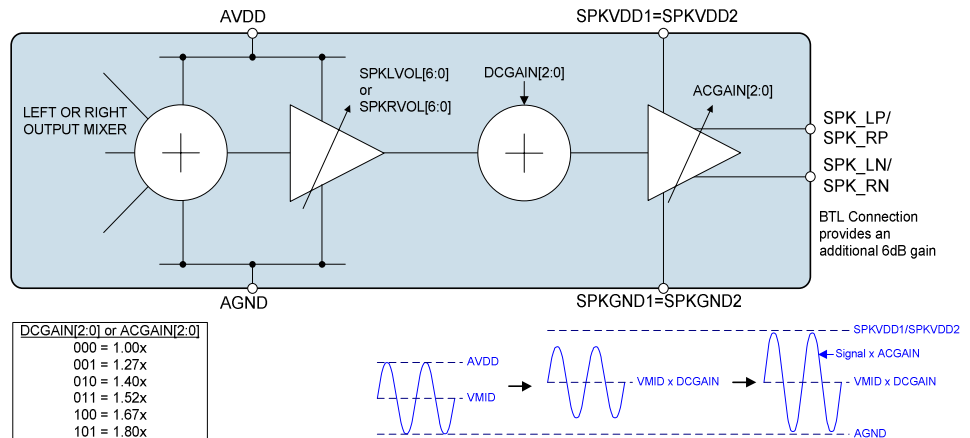 AVDD
SPKVDD1=SPKVDD2
LEFT OR RIGHT
OUTPUT MIXER
SPKLVOL[6:0]
or
SPKRVOL[6:0]
DCGAIN[2:0]
ACGAIN[2:0]
SPK_LP/
SPK_RP
SPK_LN/
SPK_RN
BTL Connection
provides an
additional 6dB gain
AGND
SPKGND1=SPKGND2
DCGAIN[2:0] or ACGAIN[2:0]
000 = 1.00x
001 = 1.27x
010 = 1.40x
011 = 1.52x
100 = 1.67x
101 = 1.80x
AVDD
VMID
VMID x DCGAIN
SPKVDD1/SPKVDD2
Signal x ACGAIN
VMID x DCGAIN
AGND